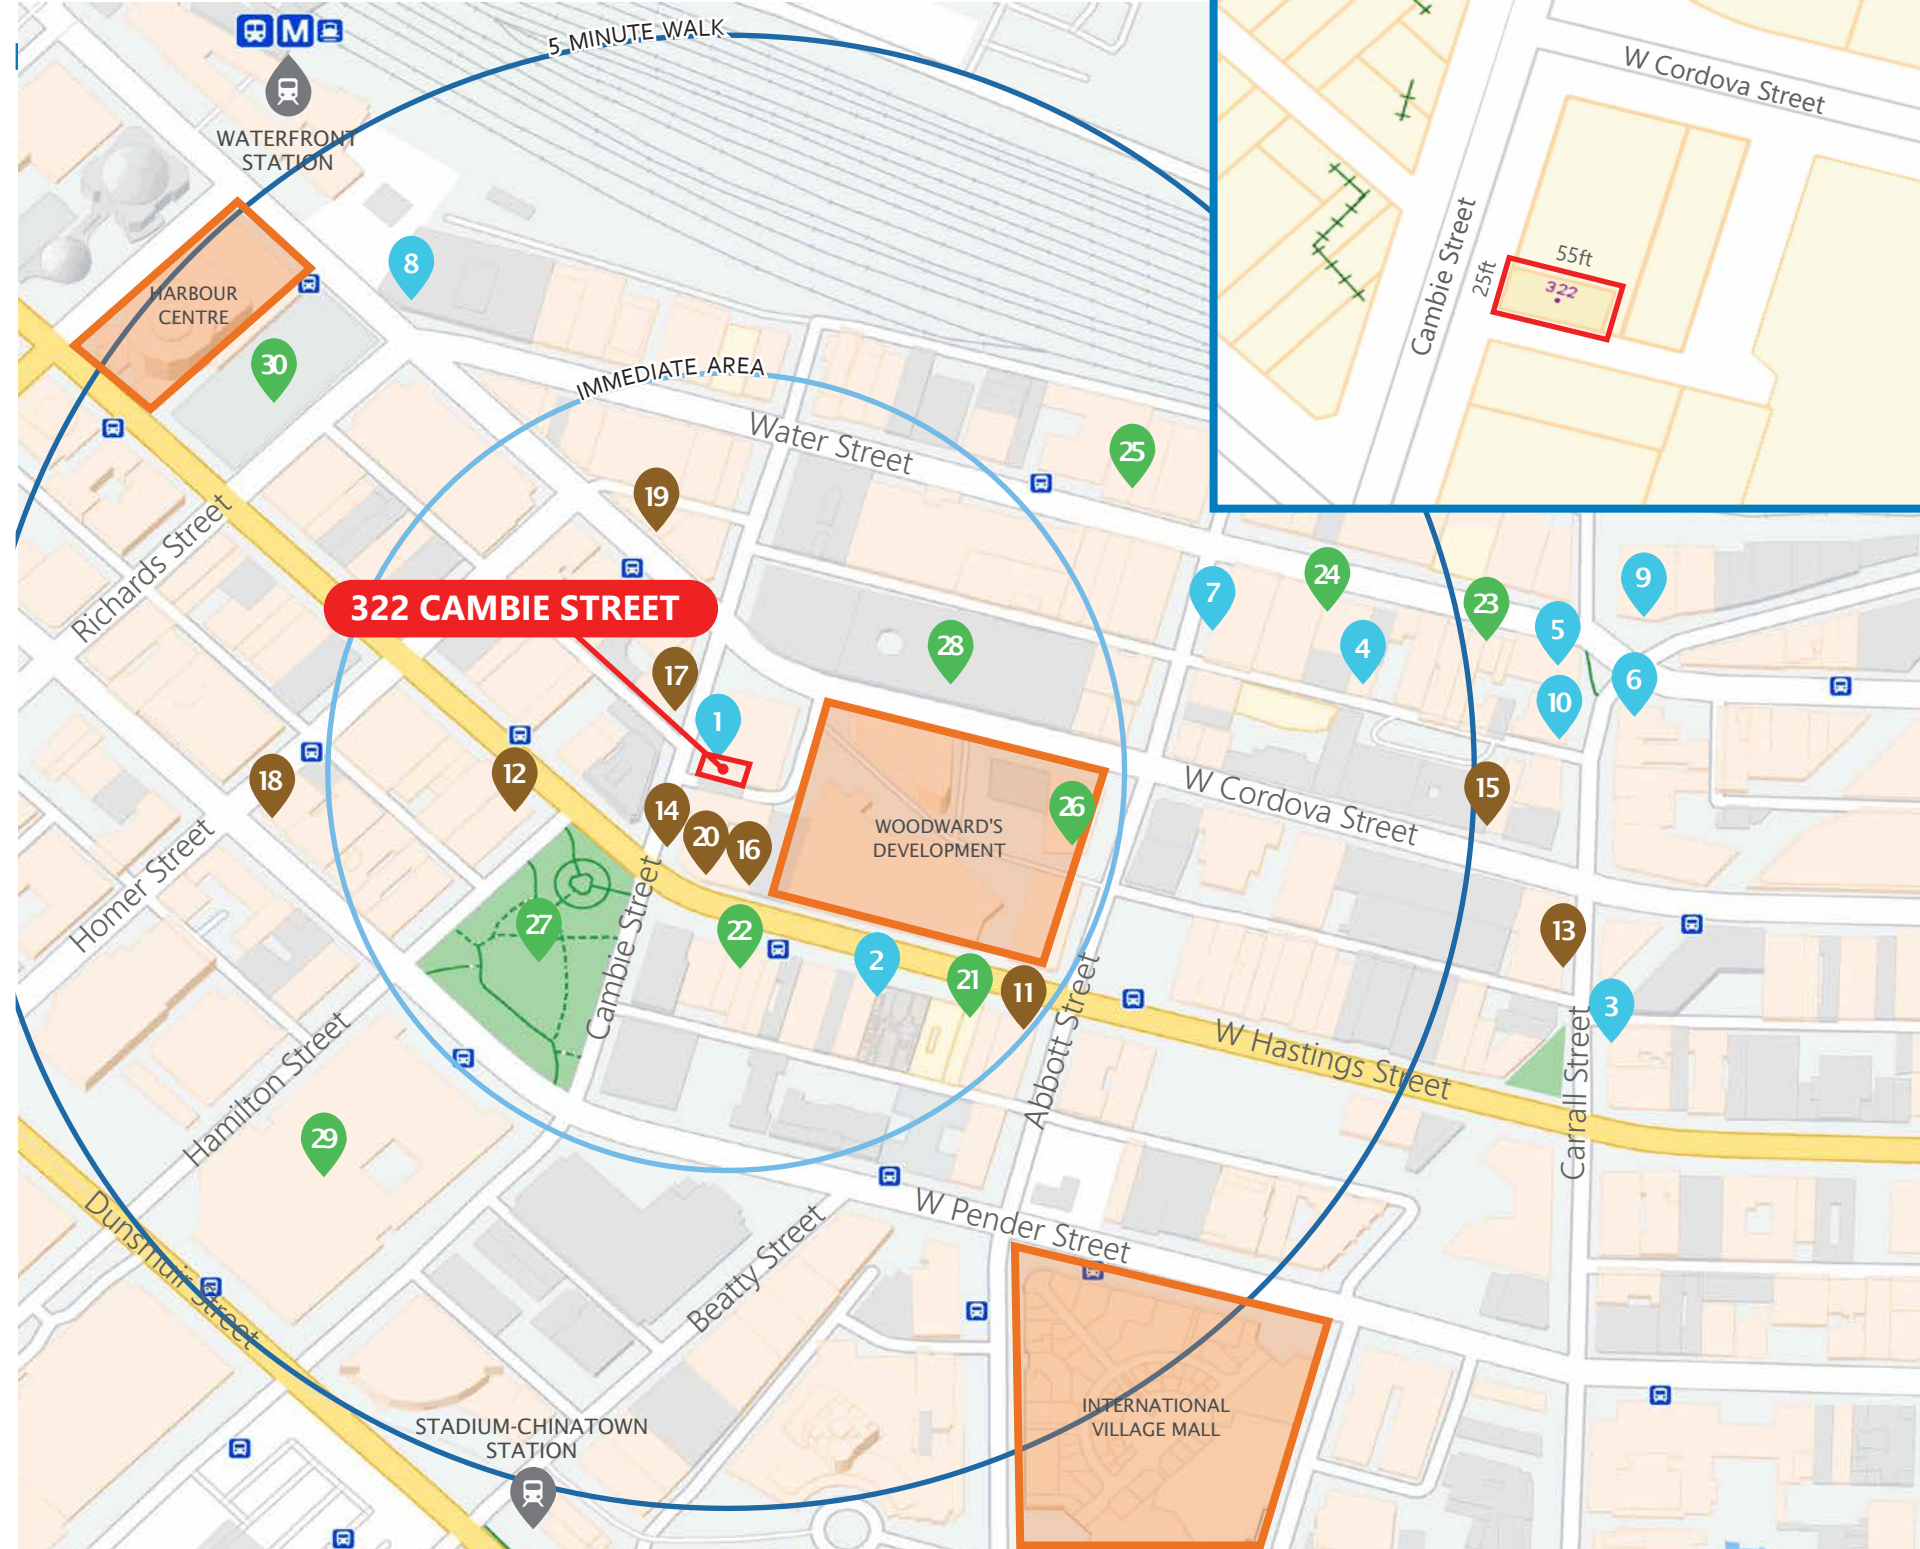 5 MINUTE WALK
M
WATERFRONT
STATION
W Cordova Street
Cambie Street
55ft
25ft
322
8
HARBOUR
CENTRE
30
IMMEDIATE AREA
Water Street
25
19
Richards Street
322 CAMBIE STREET
7
24
23
9
5
4
28
17
6
1
10
18
12
15
14
20
16
26
W Cordova Street
WOODWARD'S
DEVELOPMENT
Homer Street
27
Cambie Street
22
2
21
11
13
3
Abbott Street
W Hastings Street
Carrall Street
Hamilton Street
29
Dunsmuir Street
W Pender Street
Beatty Street
INTERNATIONAL
VILLAGE MALL
STADIUM-CHINATOWN
STATION